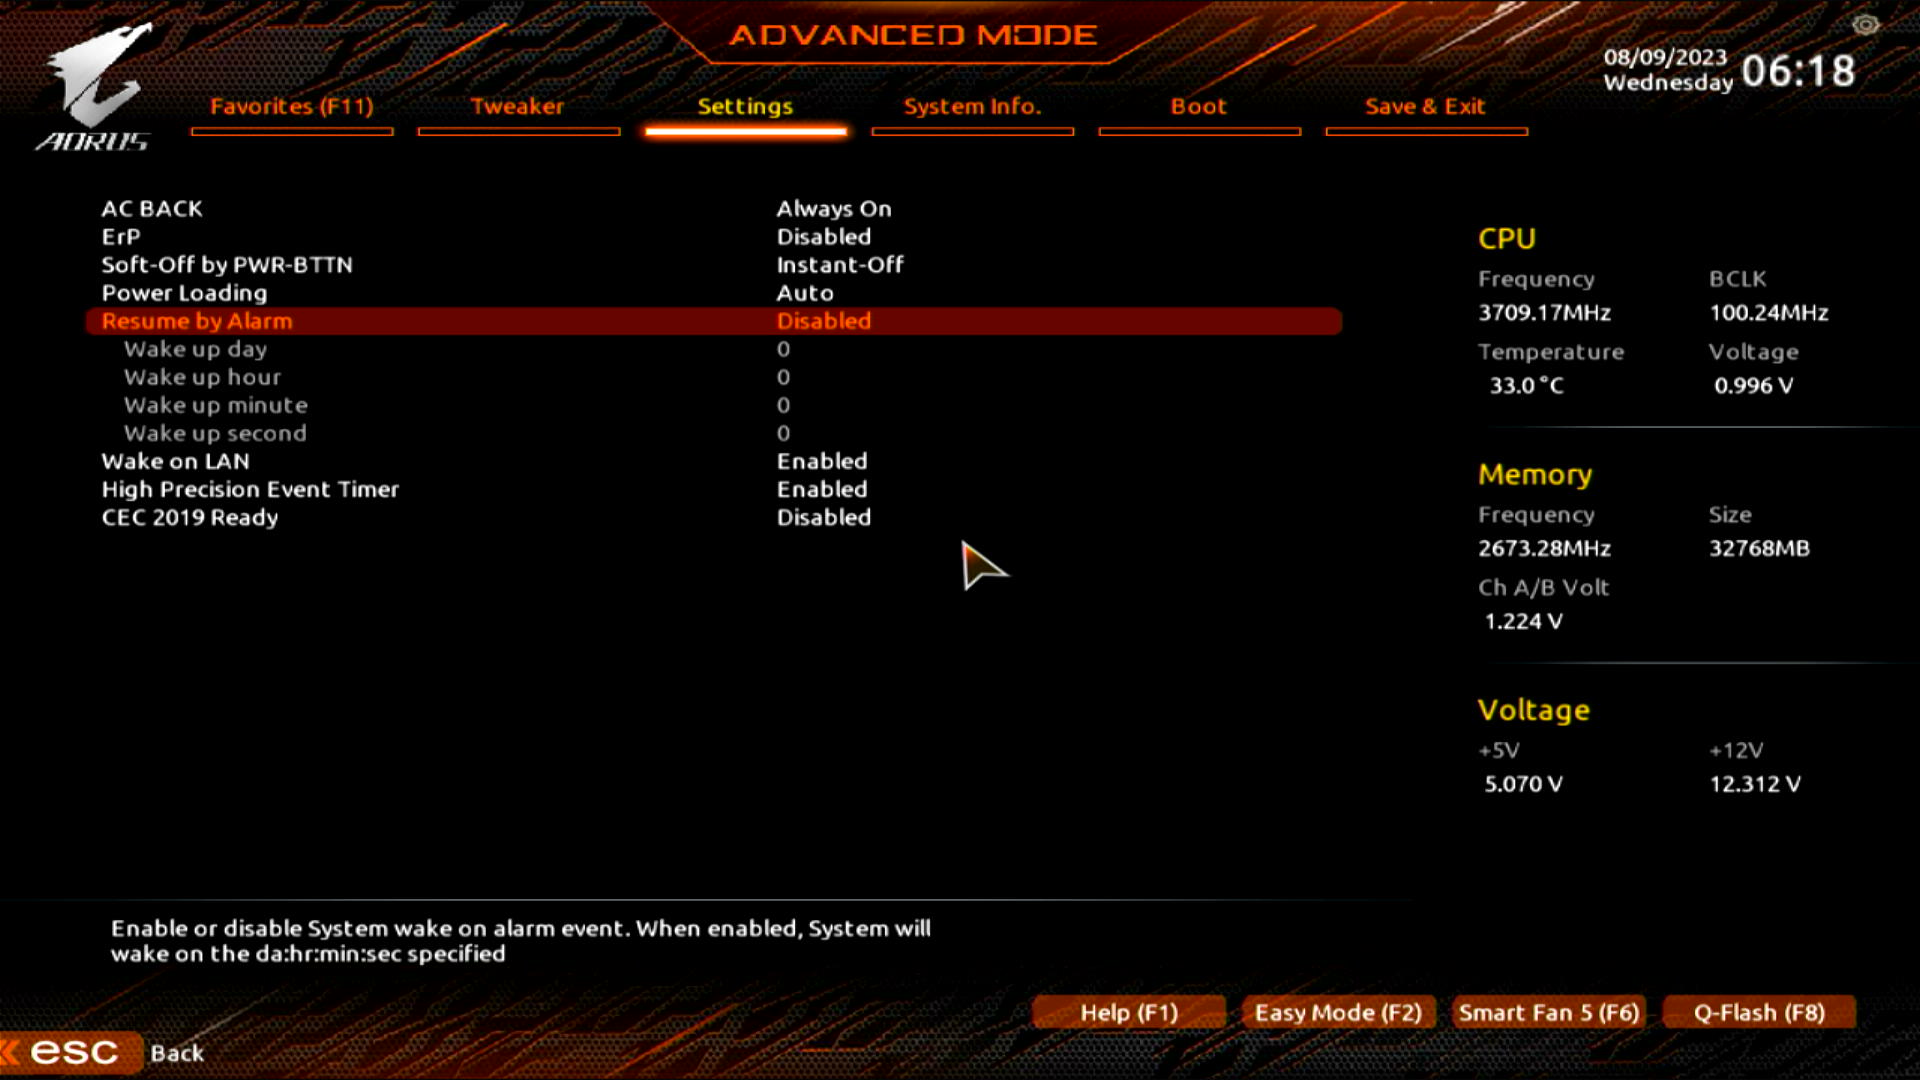 ADVANCED MODE
08/09/2023
Wednesday 06:18
AORUS
Favorites (F11) Tweaker Settings System Info. Boot Save & Exit
AC BACK Always On
ErP Disabled
Soft-Off by PWR-BTTN Instant-Off
Power Loading Auto
Resume by Alarm Disabled
Wake up day 0
Wake up hour 0
Wake up minute 0
Wake up second 0
Wake on LAN Enabled
High Precision Event Timer Enabled
CEC 2019 Ready Disabled
CPU
Frequency BCLK
3709.17MHz 100.24MHz
Temperature Voltage
33.0 °C 0.996 V
Memory
Frequency Size
2673.28MHz 32768MB
Ch A/B Volt
1.224 V
Voltage
+5V +12V
5.070 V 12.312 V
Enable or disable System wake on alarm event. When enabled, System will
wake on the da:hr:min:sec specified
Help (F1) Easy Mode (F2) Smart Fan 5 (F6) Q-Flash (F8)
esc Back